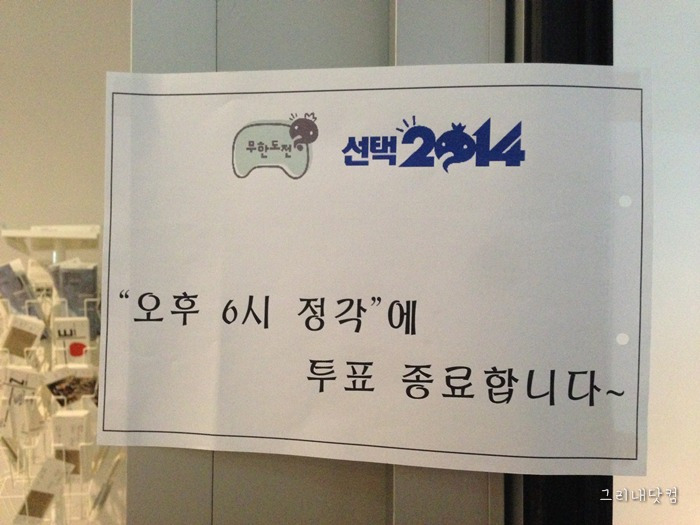 무한도전
선택2014
"오후 6시 정각"에
투표 종료합니다~
그리내닷컴